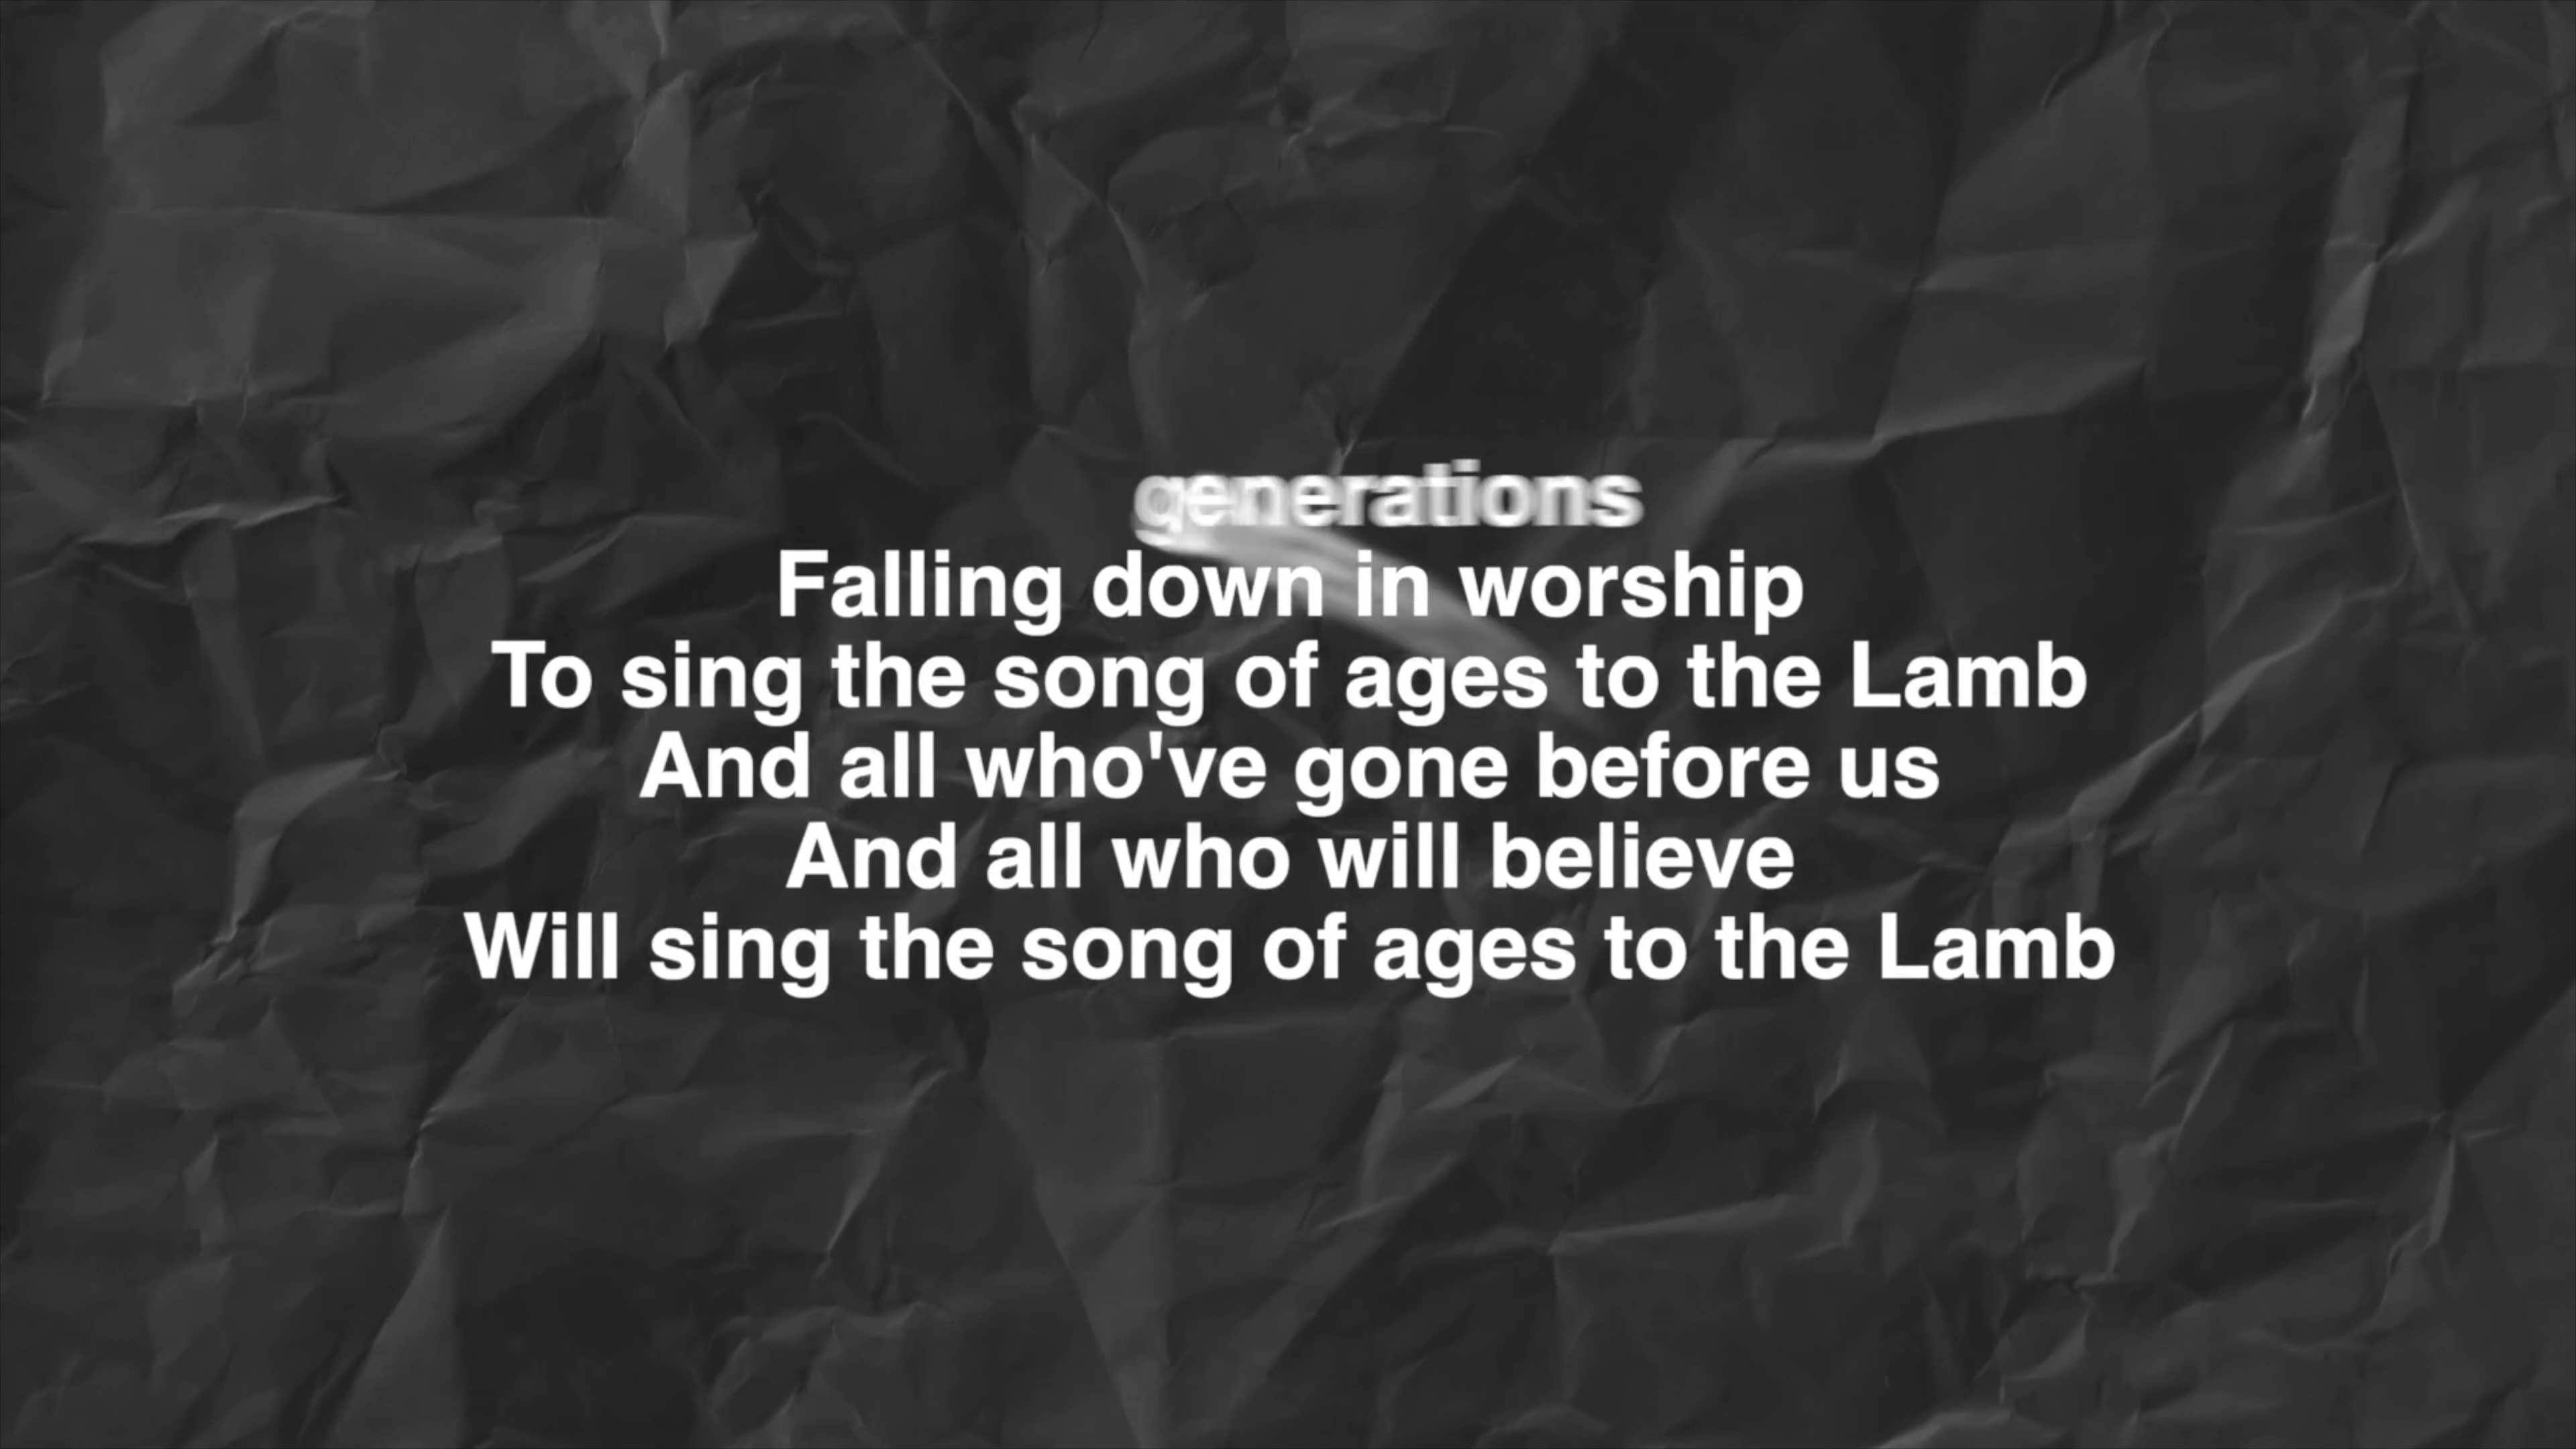 generations
Falling down in worship
To sing the song of ages to the Lamb
And all who've gone before us
And all who will believe
Will sing the song of ages to the Lamb